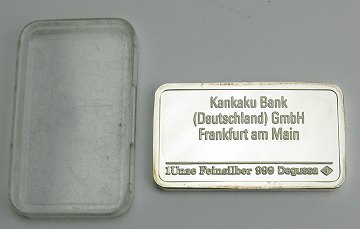 Kankaku Bank
(Deutschland) GmbH
Frankfurt am Main
1Unze Feinsilber 999 Degussa